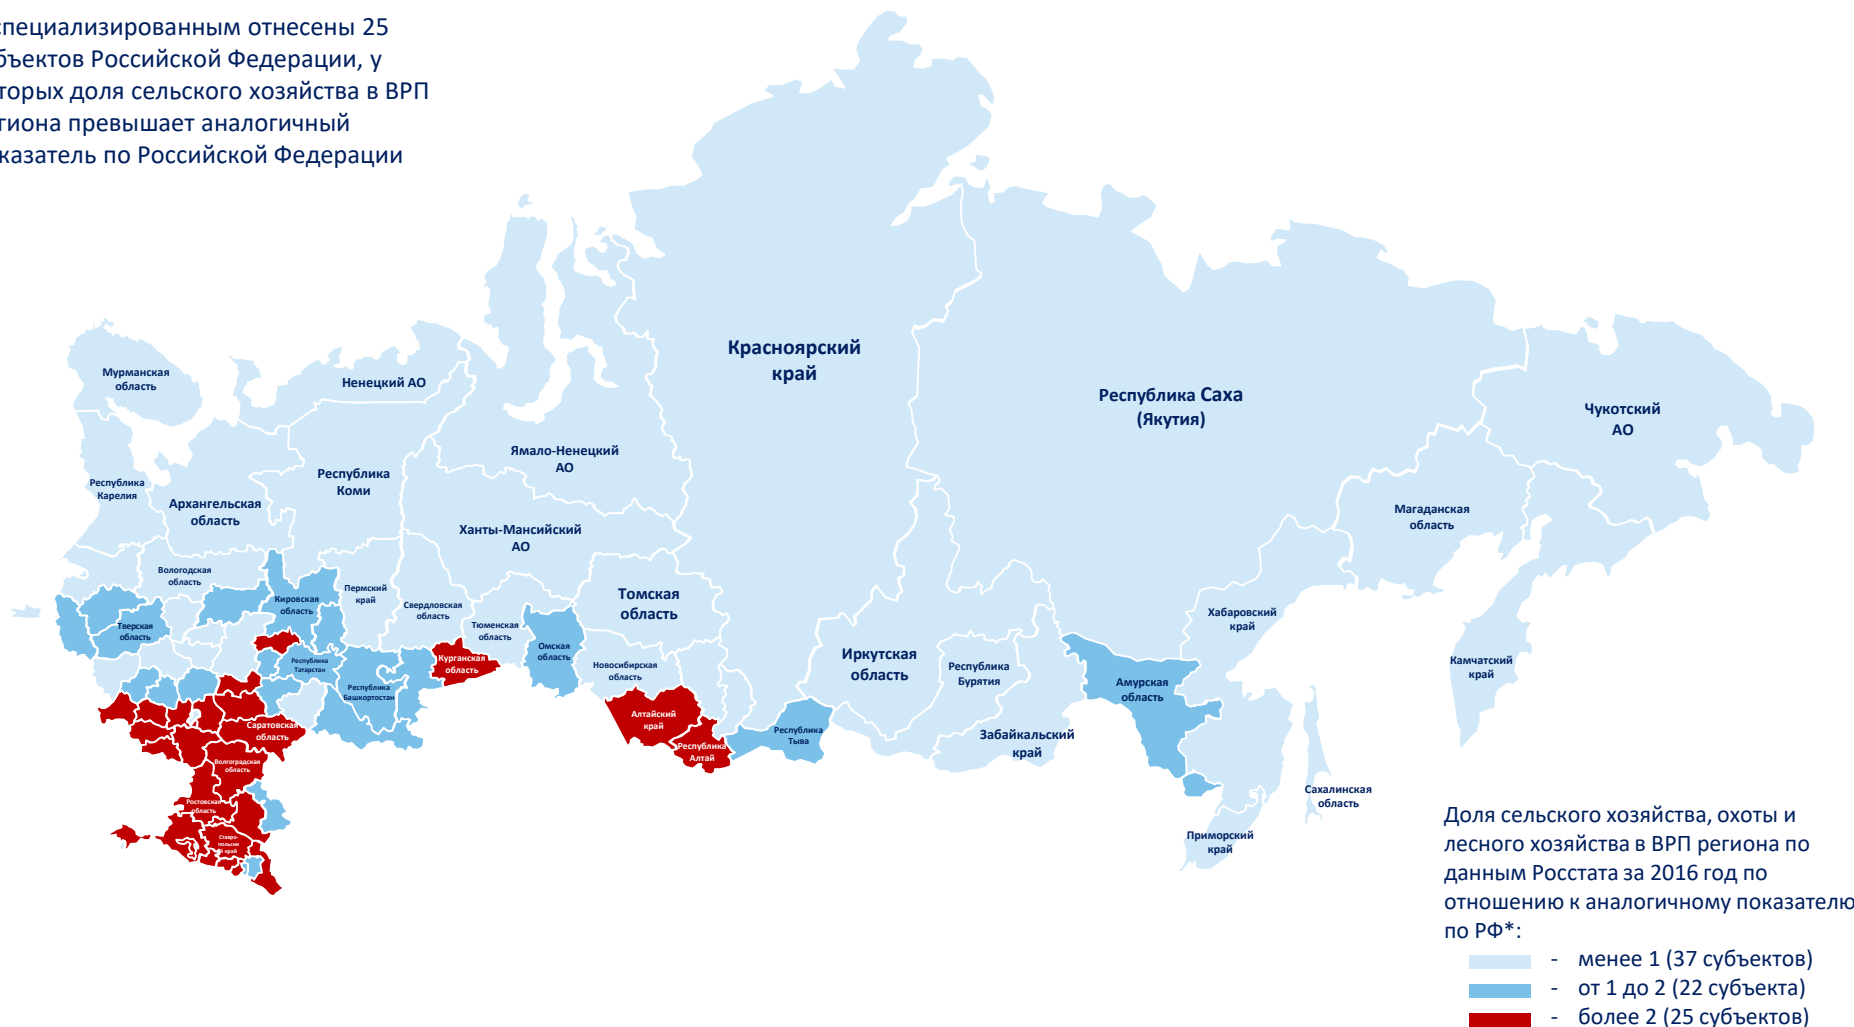 специализированным отнесены 25
бъектов Российской Федерации, у
торых доля сельского хозяйства в ВРП
гиона превышает аналогичный
казатель по Российской Федерации
Красноярский
край
Мурманская
область
Ненецкий АО
Республика Саха
(Якутия)
Чукотский
АО
Ямало-Ненецкий
АО
Республика
Карелия
Республика
Коми
Архангельская
область
Магаданская
область
Ханты-Мансийский
АО
Вологодская
область
Пермский
край
Кировская
область
Свердловская
область
Томская
область
Хабаровский
край
Тверская
область
Тюменская
область
Омская
область
Курганская
область
Республика
Татарстан
Новосибирская
область
Иркутская
область
Республика
Бурятия
Камчатский
край
Республика
Башкортостан
Амурская
область
Алтайский
край
Саратовская
область
Республика
Тыва
Забайкальский
край
Республика
Алтай
Волгоградская
область
Сахалинская
область
Ростовская
область
Приморский
край
Ставро-
польски
й край
Доля сельского хозяйства, охоты и
лесного хозяйства в ВРП региона по
данным Росстата за 2016 год по
отношению к аналогичному показателю
по РФ*:
- менее 1 (37 субъектов)
- от 1 до 2 (22 субъекта)
- более 2 (25 субъектов)